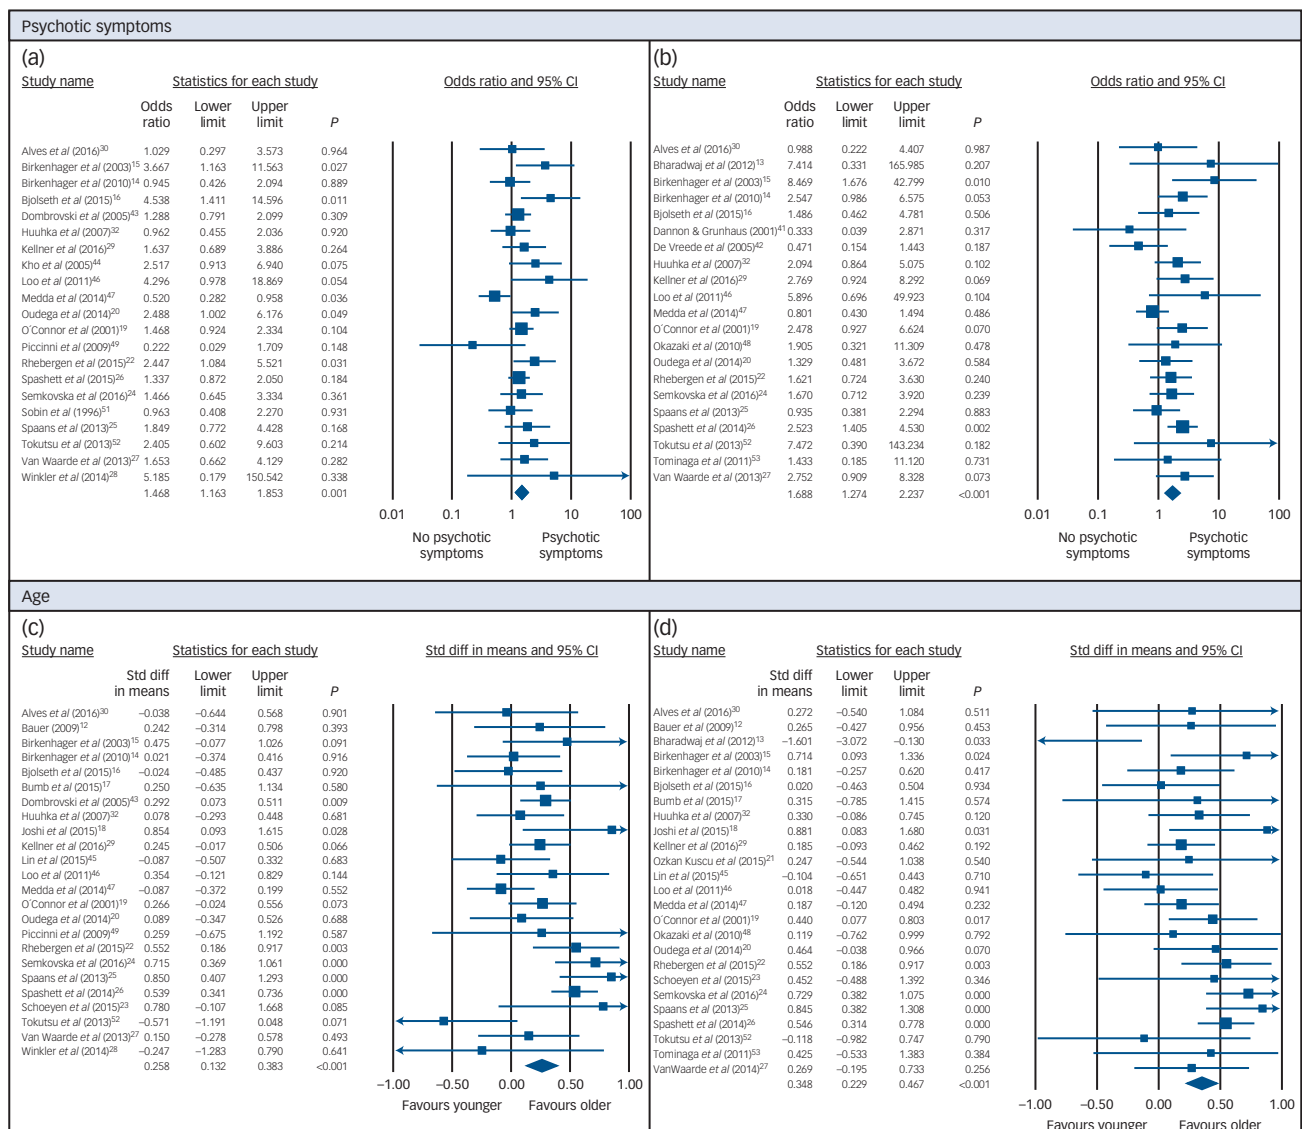 Psychotic symptoms
(a)
Study name Statistics for each study Odds ratio and 95% CI
Odds ratio Lower limit Upper limit P
Alves et al (2016)30 1.029 0.297 3.573 0.964
Birkenhager et al (2003)15 3.667 1.163 11.563 0.027
Birkenhager et al (2010)14 0.945 0.426 2.094 0.889
Bjolseth et al (2015)16 4.538 1.411 14.596 0.011
Dombrovski et al (2005)43 1.288 0.791 2.099 0.309
Huuhka et al (2007)32 0.962 0.455 2.036 0.920
Kellner et al (2016)29 1.637 0.689 3.886 0.264
Kho et al (2005)44 2.517 0.913 6.940 0.075
Loo et al (2011)46 4.296 0.978 18.869 0.054
Medda et al (2014)47 0.520 0.282 0.958 0.036
Oudega et al (2014)20 2.488 1.002 6.176 0.049
O´Connor et al (2001)19 1.468 0.924 2.334 0.104
Piccinni et al (2009)49 0.222 0.029 1.709 0.148
Rhebergen et al (2015)22 2.447 1.084 5.521 0.031
Spashett et al (2015)26 1.337 0.872 2.050 0.184
Semkovska et al (2016)24 1.466 0.645 3.334 0.361
Sobin et al (1996)51 0.963 0.408 2.270 0.931
Spaans et al (2013)25 1.849 0.772 4.428 0.168
Tokutsu et al (2013)52 2.405 0.602 9.603 0.214
Van Waarde et al (2013)27 1.653 0.662 4.129 0.282
Winkler et al (2014)28 5.185 0.179 150.542 0.338
1.468 1.163 1.853 0.001
0.01 0.1 1 10 100
No psychotic symptoms Psychotic symptoms
(b)
Study name Statistics for each study Odds ratio and 95% CI
Odds ratio Lower limit Upper limit P
Alves et al (2016)30 0.988 0.222 4.407 0.987
Bharadwaj et al (2012)13 7.414 0.331 165.985 0.207
Birkenhager et al (2003)15 8.469 1.676 42.799 0.010
Birkenhager et al (2010)14 2.547 0.986 6.575 0.053
Bjolseth et al (2015)16 1.486 0.462 4.781 0.506
Dannon & Grunhaus (2001)41 0.333 0.039 2.871 0.317
De Vreede et al (2005)42 0.471 0.154 1.443 0.187
Huuhka et al (2007)32 2.094 0.864 5.075 0.102
Kellner et al (2016)29 2.769 0.924 8.292 0.069
Loo et al (2011)46 5.896 0.696 49.923 0.104
Medda et al (2014)47 0.801 0.430 1.494 0.486
O´Connor et al (2001)19 2.478 0.927 6.624 0.070
Okazaki et al (2010)48 1.905 0.321 11.309 0.478
Oudega et al (2014)20 1.329 0.481 3.672 0.584
Rhebergen et al (2015)22 1.621 0.724 3.630 0.240
Semkovska et al (2016)24 1.670 0.712 3.920 0.239
Spaans et al (2013)25 0.935 0.381 2.294 0.883
Spashett et al (2014)26 2.523 1.405 4.530 0.002
Tokutsu et al (2013)52 7.472 0.390 143.234 0.182
Tominaga et al (2011)53 1.433 0.185 11.120 0.731
Van Waarde et al (2013)27 2.752 0.909 8.328 0.073
1.688 1.274 2.237 <0.001
0.01 0.1 1 10 100
No psychotic symptoms Psychotic symptoms
Age
(c)
Study name Statistics for each study Std diff in means and 95% CI
Std diff in means Lower limit Upper limit P
Alves et al (2016)30 −0.038 −0.644 0.568 0.901
Bauer (2009)12 0.242 −0.314 0.798 0.393
Birkenhager et al (2003)15 0.475 −0.077 1.026 0.091
Birkenhager et al (2010)14 0.021 −0.374 0.416 0.916
Bjolseth et al (2015)16 −0.024 −0.485 0.437 0.920
Bumb et al (2015)17 0.250 −0.635 1.134 0.580
Dombrovski et al (2005)43 0.292 0.073 0.511 0.009
Huuhka et al (2007)32 0.078 −0.293 0.448 0.681
Joshi et al (2015)18 0.854 0.093 1.615 0.028
Kellner et al (2016)29 0.245 −0.017 0.506 0.066
Lin et al (2015)45 −0.087 −0.507 0.332 0.683
Loo et al (2011)46 0.354 −0.121 0.829 0.144
Medda et al (2014)47 −0.087 −0.372 0.199 0.552
O´Connor et al (2001)19 0.266 −0.024 0.556 0.073
Oudega et al (2014)20 0.089 −0.347 0.526 0.688
Piccinni et al (2009)49 0.259 −0.675 1.192 0.587
Rhebergen et al (2015)22 0.552 0.186 0.917 0.003
Semkovska et al (2016)24 0.715 0.369 1.061 0.000
Spaans et al (2013)25 0.850 0.407 1.293 0.000
Spashett et al (2014)26 0.539 0.341 0.736 0.000
Schoeyen et al (2015)23 0.780 −0.107 1.668 0.085
Tokutsu et al (2013)52 −0.571 −1.191 0.048 0.071
Van Waarde et al (2013)27 0.150 −0.278 0.578 0.493
Winkler et al (2014)28 −0.247 −1.283 0.790 0.641
0.258 0.132 0.383 <0.001
−1.00 −0.50 0.00 0.50 1.00
Favours younger Favours older
(d)
Study name Statistics for each study Std diff in means and 95% CI
Std diff in means Lower limit Upper limit P
Alves et al (2016)30 0.272 −0.540 1.084 0.511
Bauer (2009)12 0.265 −0.427 0.956 0.453
Bharadwaj et al (2012)13 −1.601 −3.072 −0.130 0.033
Birkenhager et al (2003)15 0.714 0.093 1.336 0.024
Birkenhager et al (2010)14 0.181 −0.257 0.620 0.417
Bjolseth et al (2015)16 0.020 −0.463 0.504 0.934
Bumb et al (2015)17 0.315 −0.785 1.415 0.574
Huuhka et al (2007)32 0.330 −0.086 0.745 0.120
Joshi et al (2015)18 0.881 0.083 1.680 0.031
Kellner et al (2016)29 0.185 −0.093 0.462 0.192
Ozkan Kuscu et al (2015)21 0.247 −0.544 1.038 0.540
Lin et al (2015)45 −0.104 −0.651 0.443 0.710
Loo et al (2011)46 0.018 −0.447 0.482 0.941
Medda et al (2014)47 0.187 −0.120 0.494 0.232
O´Connor et al (2001)19 0.440 0.077 0.803 0.017
Okazaki et al (2010)48 0.119 −0.762 0.999 0.792
Oudega et al (2014)20 0.464 −0.038 0.966 0.070
Rhebergen et al (2015)22 0.552 0.186 0.917 0.003
Schoeyen et al (2015)23 0.452 −0.488 1.392 0.346
Semkovska et al (2016)24 0.729 0.382 1.075 0.000
Spaans et al (2013)25 0.845 0.382 1.308 0.000
Spashett et al (2014)26 0.546 0.314 0.778 0.000
Tokutsu et al (2013)52 −0.118 −0.982 0.747 0.790
Tominaga et al (2011)53 0.425 −0.533 1.383 0.384
VanWaarde et al (2014)27 0.269 −0.195 0.733 0.256
0.348 0.229 0.467 <0.001
−1.00 −0.50 0.00 0.50 1.00
Favours younger Favours older